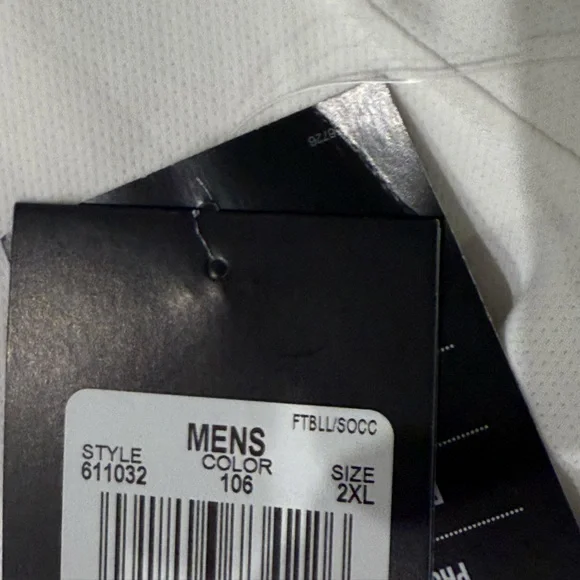 FTBLL/SOCC
MENS
STYLE COLOR SIZE
611032 106 2XL